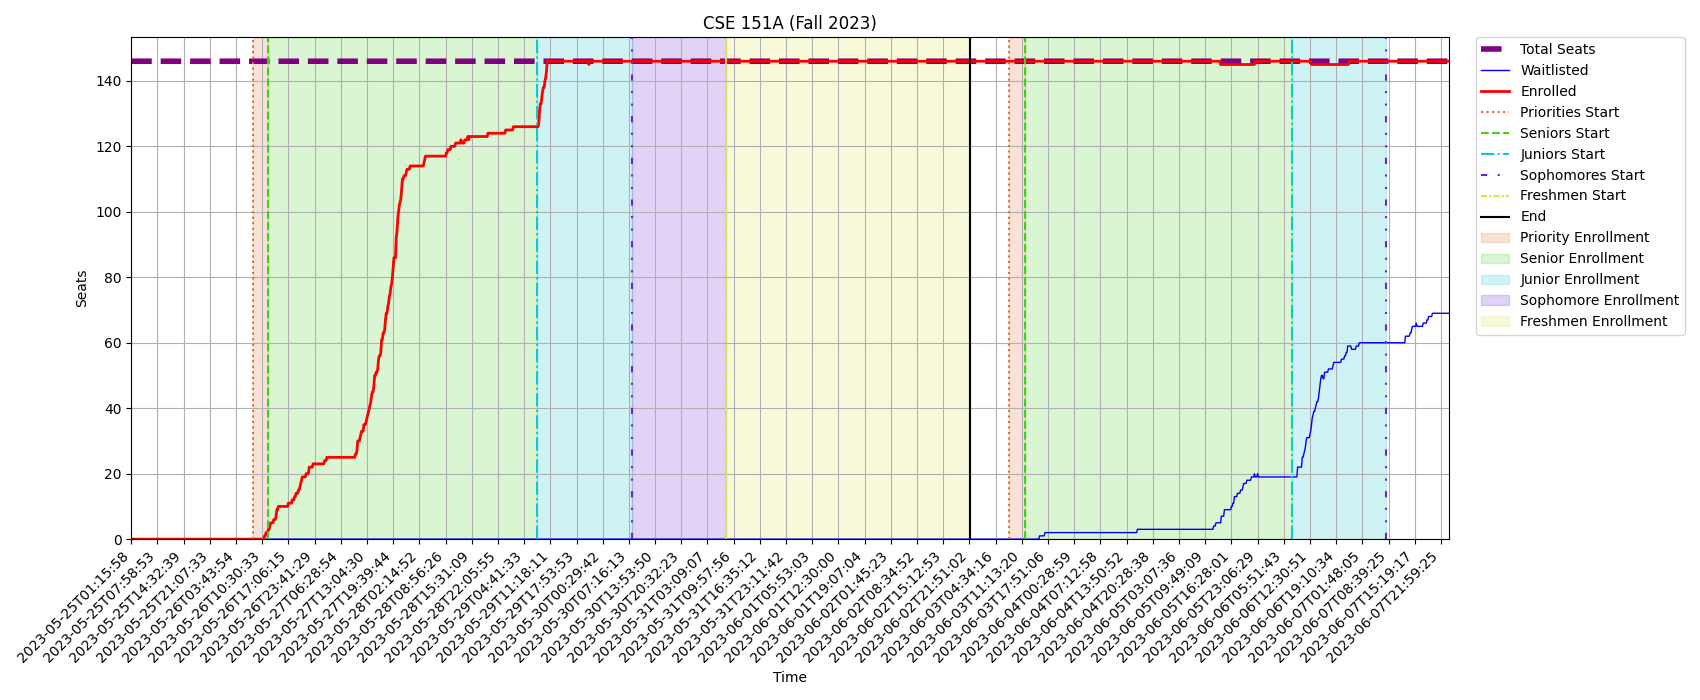 CSE 151A (Fall 2023)
Seats
140
120
100
80
60
40
20
0
2023-05-25T01:15:58
2023-05-25T07:58:53
2023-05-25T14:32:39
2023-05-25T21:07:33
2023-05-26T03:43:54
2023-05-26T10:30:33
2023-05-26T17:06:15
2023-05-26T23:41:29
2023-05-27T06:28:54
2023-05-27T13:04:30
2023-05-27T19:39:44
2023-05-28T02:14:52
2023-05-28T08:56:26
2023-05-28T15:31:09
2023-05-28T22:05:55
2023-05-29T04:41:33
2023-05-29T11:18:11
2023-05-29T17:53:53
2023-05-30T00:29:42
2023-05-30T07:16:13
2023-05-30T13:53:50
2023-05-30T20:32:23
2023-05-31T03:09:07
2023-05-31T09:57:56
2023-05-31T16:35:12
2023-05-31T23:11:42
2023-06-01T05:53:03
2023-06-01T12:30:00
2023-06-01T19:07:04
2023-06-02T01:45:23
2023-06-02T08:34:52
2023-06-02T15:12:53
2023-06-02T21:51:02
2023-06-03T04:34:16
2023-06-03T11:13:20
2023-06-03T17:51:06
2023-06-04T00:28:59
2023-06-04T07:12:58
2023-06-04T13:50:52
2023-06-04T20:28:38
2023-06-05T03:07:36
2023-06-05T09:49:09
2023-06-05T16:28:01
2023-06-05T23:06:29
2023-06-06T05:51:43
2023-06-06T12:30:51
2023-06-06T19:10:34
2023-06-07T01:48:05
2023-06-07T08:39:25
2023-06-07T15:19:17
2023-06-07T21:59:25
Time
Total Seats
Waitlisted
Enrolled
Priorities Start
Seniors Start
Juniors Start
Sophomores Start
Freshmen Start
End
Priority Enrollment
Senior Enrollment
Junior Enrollment
Sophomore Enrollment
Freshmen Enrollment